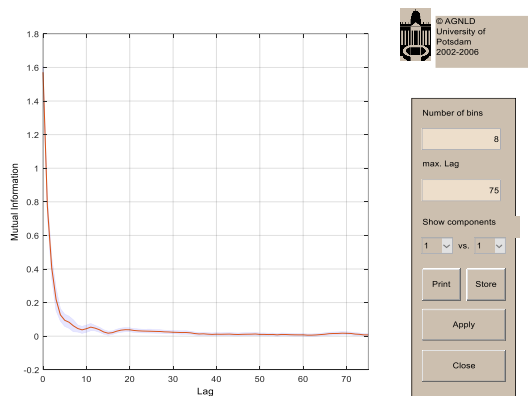 © AGNLD
University of
Potsdam
2002-2006
1.8
1.6
1.4
1.2
1
0.8
0.6
0.4
0.2
0
-0.2
Mutual Information
0 10 20 30 40 50 60 70
Lag
Number of bins
8
max. Lag
75
Show components
1 vs. 1
Print Store
Apply
Close